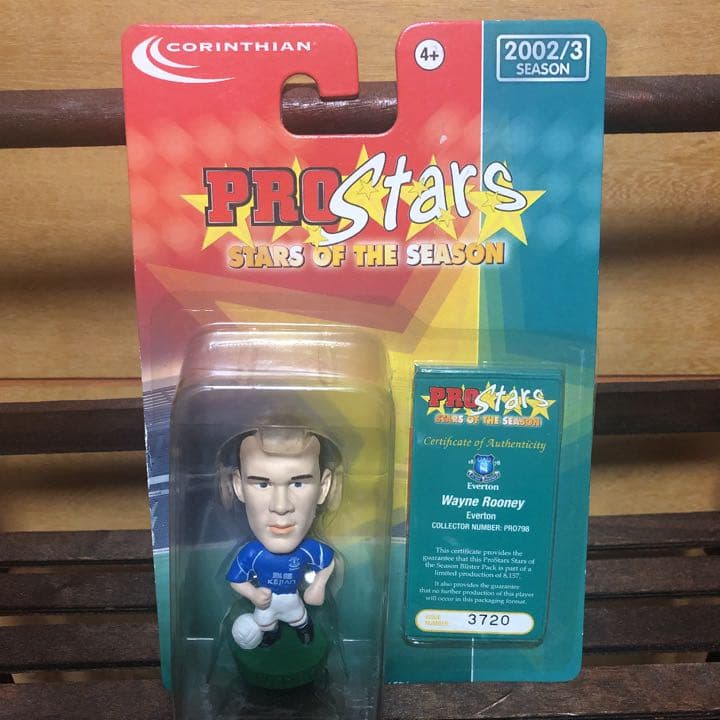 CORINTHIAN
4+
2002/3
SEASON
PROStars
STARS OF THE SEASON
PROStars
STARS OF THE SEASON
Certificate of Authenticity
Everton
Wayne Rooney
Everton
COLLECTOR NUMBER: PRO798
This certificate provides the
guarantee that this ProStars Stars of
the Season Blister Pack is part of a
limited production of 8,157.
It also provides the guarantee
that no further production of this player
will occur in this packaging format.
ISSUE
NUMBER:
3720
KEJIAN